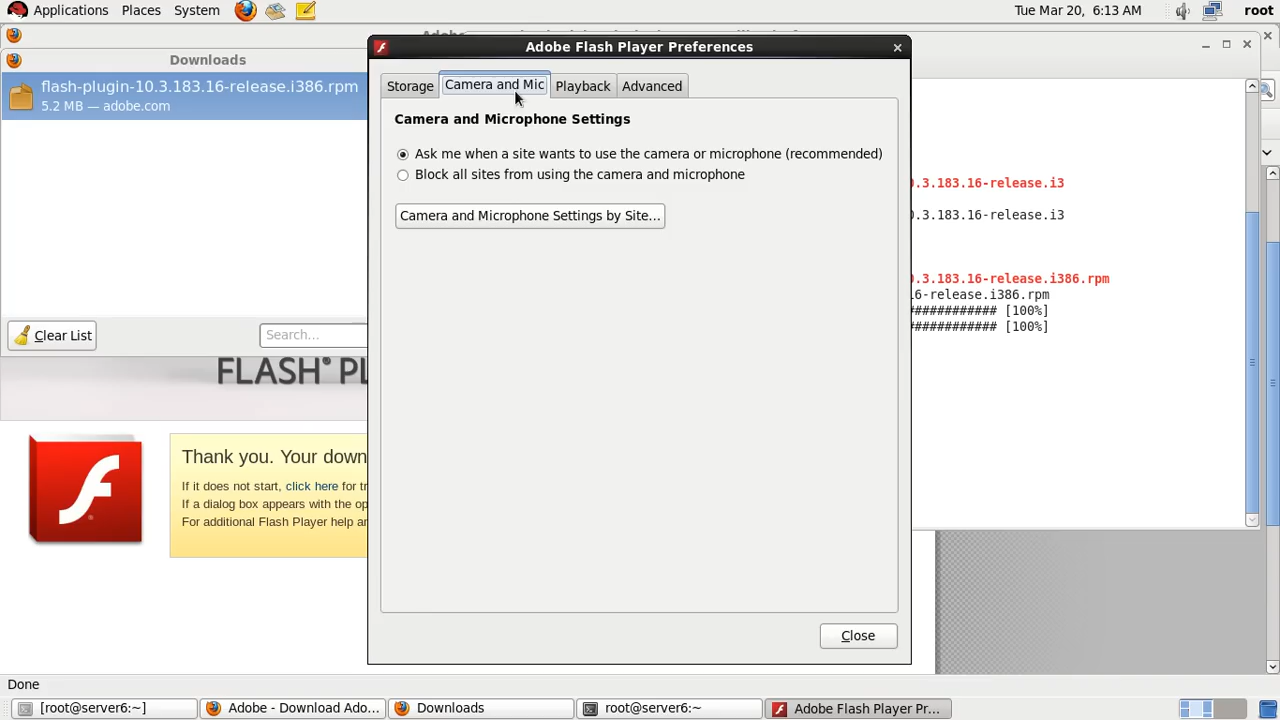 Applications Places System Tue Mar 20, 6:13 AM root
Adobe Flash Player Preferences
Downloads
flash-plugin-10.3.183.16-release.i386.rpm
5.2 MB — adobe.com
Storage Camera and Mic Playback Advanced
Camera and Microphone Settings
Ask me when a site wants to use the camera or microphone (recommended)
Block all sites from using the camera and microphone
Camera and Microphone Settings by Site...
.3.183.16-release.i3
0.3.183.16-release.i3
.3.183.16-release.i386.rpm
16-release.i386.rpm
############ [100%]
############ [100%]
Clear List Search...
FLASH® PL
Thank you. Your down
If it does not start, click here for tr
If a dialog box appears with the op
For additional Flash Player help an
Close
Done
[root@server6:~] Adobe - Download Ado... Downloads root@server6:~ Adobe Flash Player Pr...